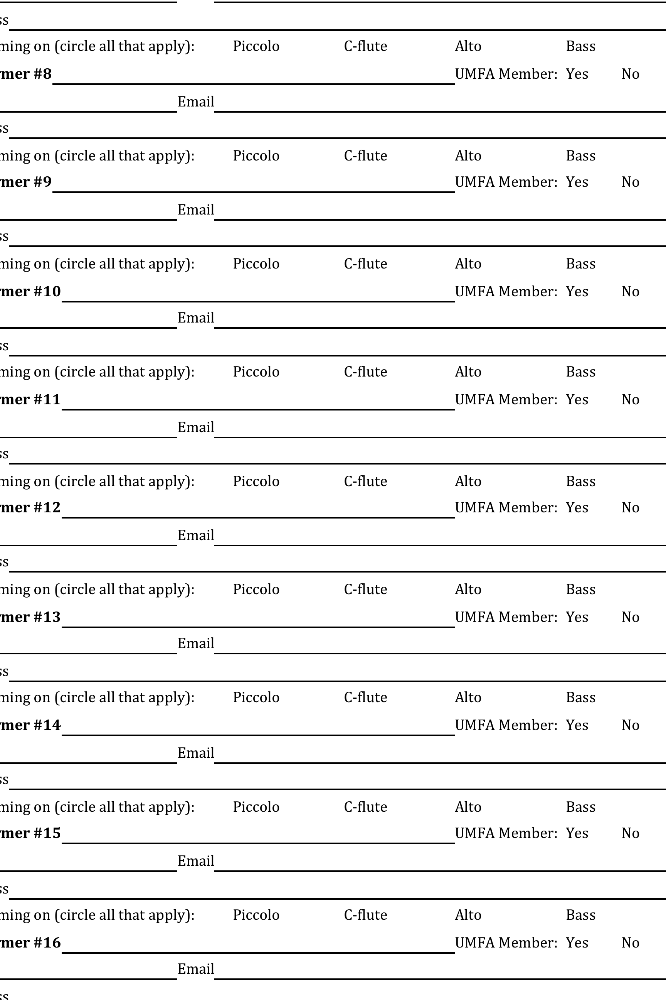 ss
ming on (circle all that apply): Piccolo C-flute Alto Bass
rmer #8 UMFA Member: Yes No
Email
ss
ming on (circle all that apply): Piccolo C-flute Alto Bass
rmer #9 UMFA Member: Yes No
Email
ss
ming on (circle all that apply): Piccolo C-flute Alto Bass
rmer #10 UMFA Member: Yes No
Email
ss
ming on (circle all that apply): Piccolo C-flute Alto Bass
rmer #11 UMFA Member: Yes No
Email
ss
ming on (circle all that apply): Piccolo C-flute Alto Bass
rmer #12 UMFA Member: Yes No
Email
ss
ming on (circle all that apply): Piccolo C-flute Alto Bass
rmer #13 UMFA Member: Yes No
Email
ss
ming on (circle all that apply): Piccolo C-flute Alto Bass
rmer #14 UMFA Member: Yes No
Email
ss
ming on (circle all that apply): Piccolo C-flute Alto Bass
rmer #15 UMFA Member: Yes No
Email
ss
ming on (circle all that apply): Piccolo C-flute Alto Bass
rmer #16 UMFA Member: Yes No
Email
ss